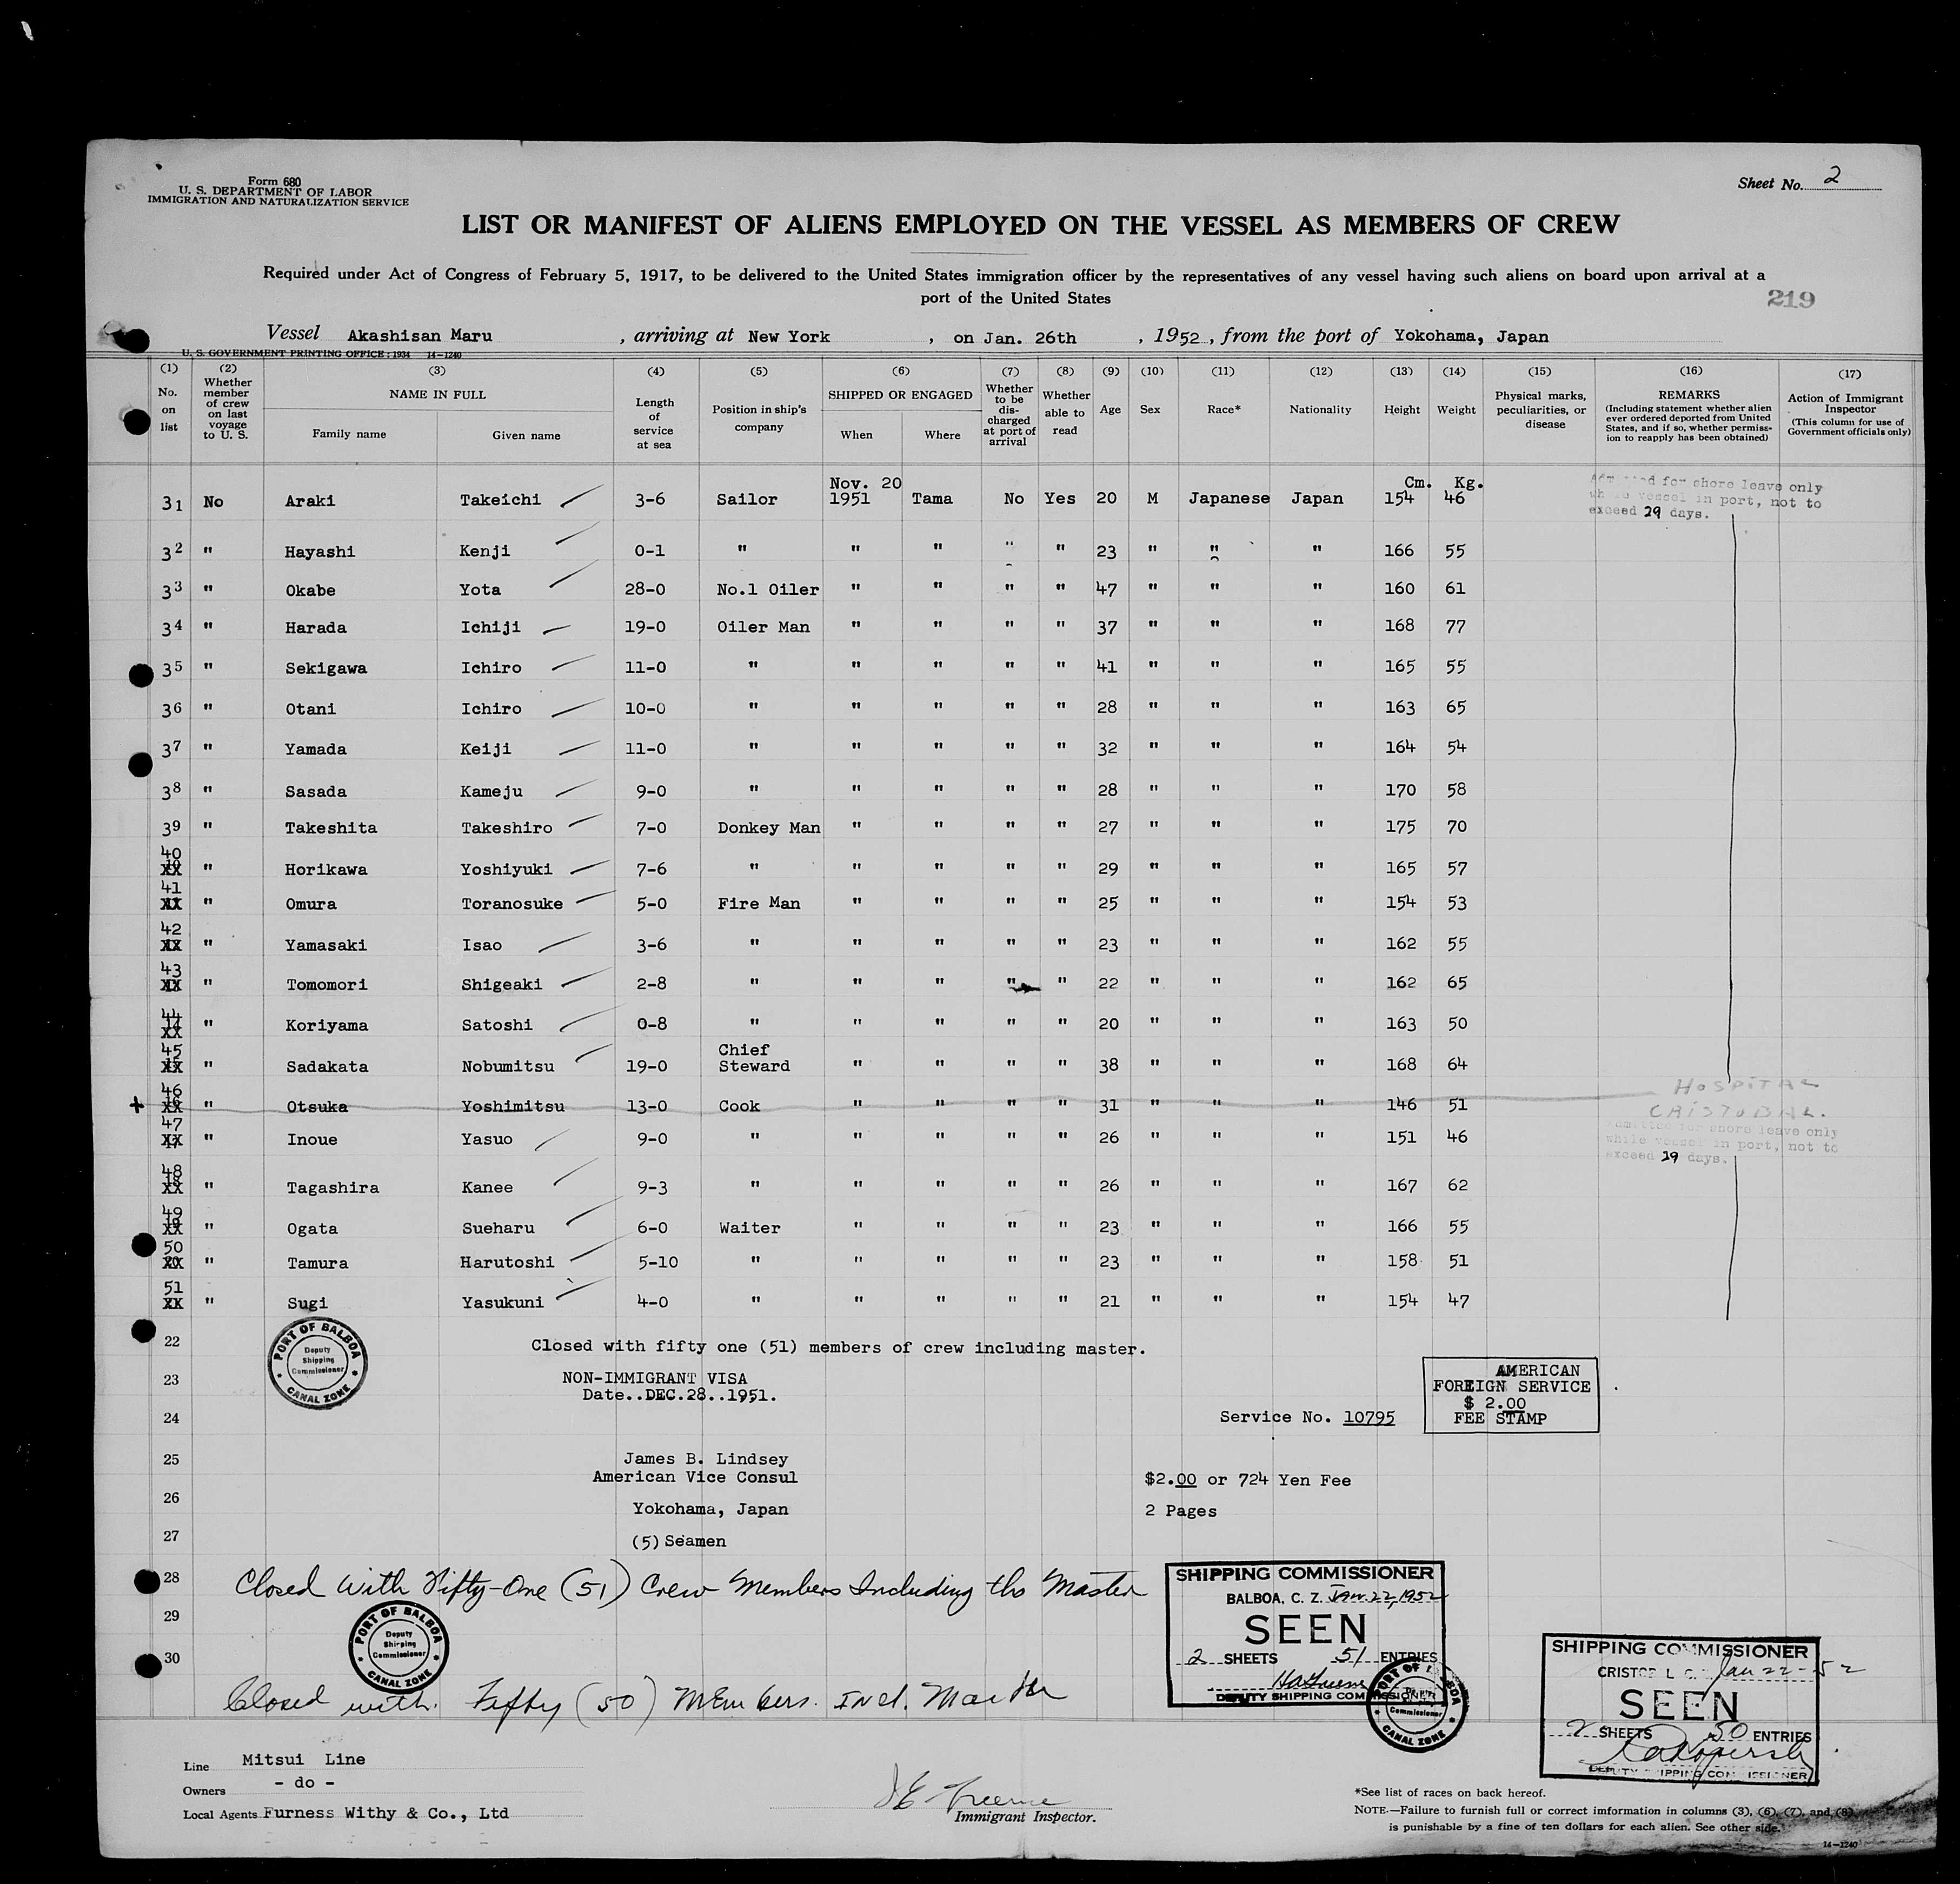 Form 680
U. S. DEPARTMENT OF LABOR
IMMIGRATION AND NATURALIZATION SERVICE
Sheet No. 2
LIST OR MANIFEST OF ALIENS EMPLOYED ON THE VESSEL AS MEMBERS OF CREW
Required under Act of Congress of February 5, 1917, to be delivered to the United States immigration officer by the representatives of any vessel having such aliens on board upon arrival at a
port of the United States
219
Vessel Akashisan Maru , arriving at New York , on Jan. 26th , 1952 , from the port of Yokohama, Japan
U. S. GOVERNMENT PRINTING OFFICE : 1934 14-1240
(1) No. on list
(2) Whether member of crew on last voyage to U. S.
(3) NAME IN FULL
Family name Given name
(4) Length of service at sea
(5) Position in ship's company
(6) SHIPPED OR ENGAGED
When Where
(7) Whether to be discharged at port of arrival
(8) Whether able to read
(9) Age
(10) Sex
(11) Race*
(12) Nationality
(13) Height
(14) Weight
(15) Physical marks, peculiarities, or disease
(16) REMARKS
(Including statement whether alien ever ordered deported from United States, and if so, whether permission to reapply has been obtained)
(17) Action of Immigrant Inspector
(This column for use of Government officials only)
Nov. 20 Cm. Kg.
31 No Araki Takeichi 3-6 Sailor 1951 Tama No Yes 20 M Japanese Japan 154 46
Admitted for shore leave only
while vessel in port, not to
exceed 29 days.
32 " Hayashi Kenji 0-1 " " " " " 23 " " " 166 55
33 " Okabe Yota 28-0 No.1 Oiler " " " " 47 " " " 160 61
34 " Harada Ichiji 19-0 Oiler Man " " " " 37 " " " 168 77
35 " Sekigawa Ichiro 11-0 " " " " " 41 " " " 165 55
36 " Otani Ichiro 10-0 " " " " " 28 " " " 163 65
37 " Yamada Keiji 11-0 " " " " " 32 " " " 164 54
38 " Sasada Kameju 9-0 " " " " " 28 " " " 170 58
39 " Takeshita Takeshiro 7-0 Donkey Man " " " " 27 " " " 175 70
40 " Horikawa Yoshiyuki 7-6 " " " " " 29 " " " 165 57
41 " Omura Toranosuke 5-0 Fire Man " " " " 25 " " " 154 53
42 " Yamasaki Isao 3-6 " " " " " 23 " " " 162 55
43 " Tomomori Shigeaki 2-8 " " " " " 22 " " " 162 65
44 " Koriyama Satoshi 0-8 " " " " " 20 " " " 163 50
45 " Sadakata Nobumitsu 19-0 Chief Steward " " " " 38 " " " 168 64
+ 46 " Otsuka Yoshimitsu 13-0 Cook " " " " 31 " " " 146 51
HOSPITAL
CRISTOBAL.
47 " Inoue Yasuo 9-0 " " " " " 26 " " " 151 46
admitted for shore leave only
while vessel in port, not to
exceed 29 days.
48 " Tagashira Kanee 9-3 " " " " " 26 " " " 167 62
49 " Ogata Sueharu 6-0 Waiter " " " " 23 " " " 166 55
50 " Tamura Harutoshi 5-10 " " " " " 23 " " " 158 51
51 " Sugi Yasukuni 4-0 " " " " " 21 " " " 154 47
22
Closed with fifty one (51) members of crew including master.
PORT OF BALBOA
Deputy
Shipping
Commissioner
CANAL ZONE
23
NON-IMMIGRANT VISA
Date..DEC.28..1951.
AMERICAN
FOREIGN SERVICE
$ 2.00
FEE STAMP
24
Service No. 10795
25
James B. Lindsey
American Vice Consul
$2.00 or 724 Yen Fee
26
Yokohama, Japan
2 Pages
27
(5) Seamen
28
Closed With Fifty-One (51) Crew Members Including the Master
29
30
PORT OF BALBOA
Deputy
Shipping
Commissioner
CANAL ZONE
SHIPPING COMMISSIONER
BALBOA, C. Z. Jan. 22, 1952
SEEN
2 SHEETS 51 ENTRIES
DEPUTY SHIPPING COMMISSIONER
Commissioner
CANAL ZONE
Closed with. Fifty (50) Members. Incl. Master
SHIPPING COMMISSIONER
Jan 22-52
SEEN
2 SHEETS 50 ENTRIES
DEPUTY SHIPPING COMMISSIONER
Line Mitsui Line
Owners - do -
Local Agents Furness Withy & Co., Ltd
Immigrant Inspector.
*See list of races on back hereof.
NOTE.—Failure to furnish full or correct imformation in columns (3), (6), (7), and (8)
is punishable by a fine of ten dollars for each alien. See other side.
14-1240